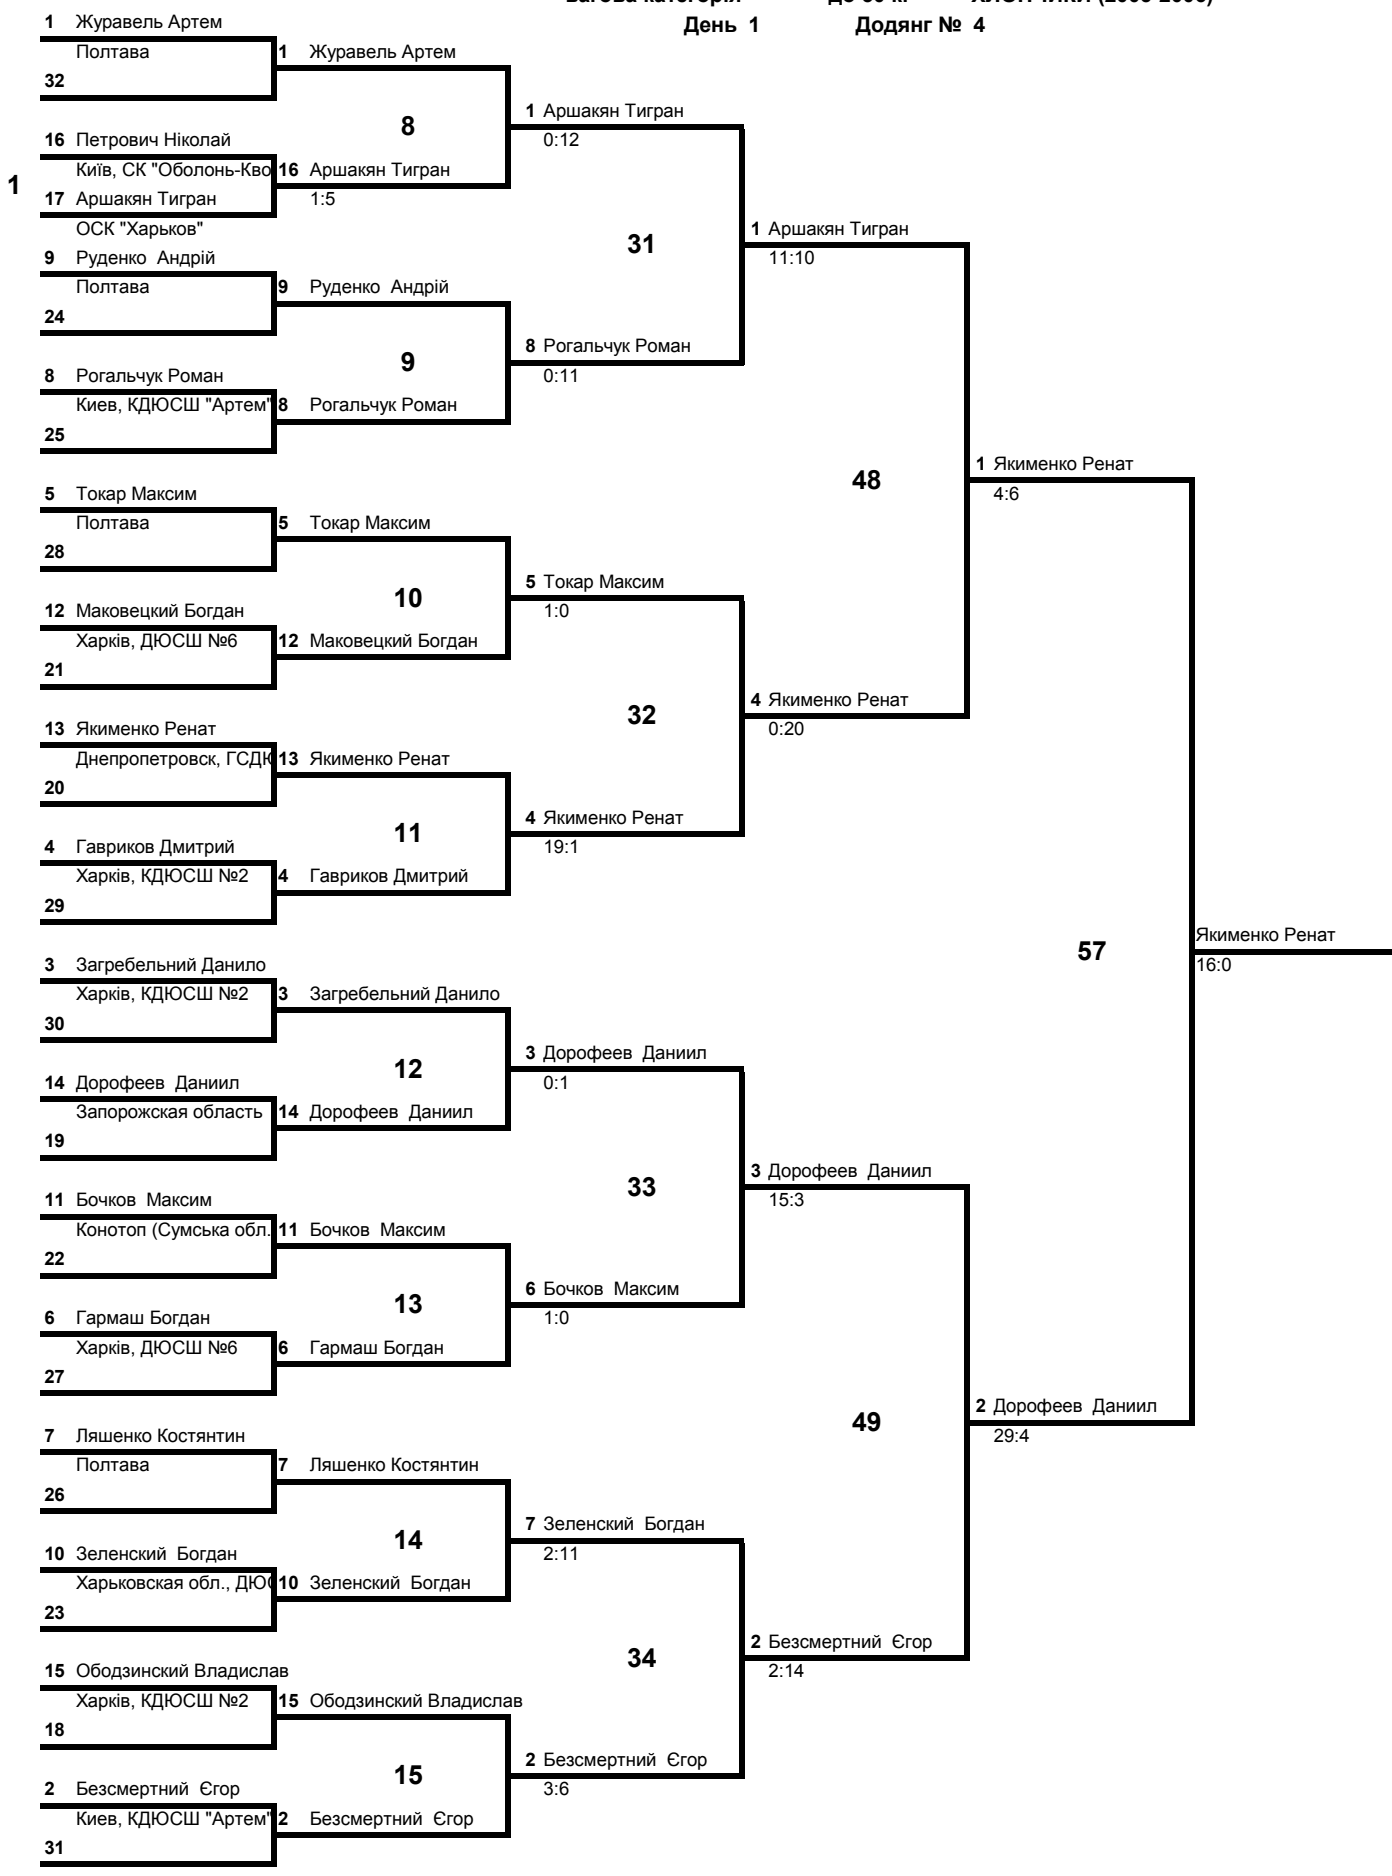 День 1 Додянг № 4
1 Журавель Артем
Полтава
1 Журавель Артем
32
8
1 Аршакян Тигран
0:12
16 Петрович Ніколай
Київ, СК "Оболонь-Кво
16 Аршакян Тигран
1
17 Аршакян Тигран
1:5
ОСК "Харьков"
31
1 Аршакян Тигран
11:10
9 Руденко Андрій
Полтава
9 Руденко Андрій
24
9
8 Рогальчук Роман
0:11
8 Рогальчук Роман
Киев, КДЮСШ "Артем"
8 Рогальчук Роман
25
48
1 Якименко Ренат
4:6
5 Токар Максим
Полтава
5 Токар Максим
28
10
5 Токар Максим
1:0
12 Маковецкий Богдан
Харків, ДЮСШ №6
12 Маковецкий Богдан
21
32
4 Якименко Ренат
0:20
13 Якименко Ренат
Днепропетровск, ГСДЮ
13 Якименко Ренат
20
11
4 Якименко Ренат
19:1
4 Гавриков Дмитрий
Харків, КДЮСШ №2
4 Гавриков Дмитрий
29
57
Якименко Ренат
16:0
3 Загребельний Данило
Харків, КДЮСШ №2
3 Загребельний Данило
30
12
3 Дорофеев Даниил
0:1
14 Дорофеев Даниил
Запорожская область
14 Дорофеев Даниил
19
33
3 Дорофеев Даниил
15:3
11 Бочков Максим
Конотоп (Сумська обл.
11 Бочков Максим
22
13
6 Бочков Максим
1:0
6 Гармаш Богдан
Харків, ДЮСШ №6
6 Гармаш Богдан
27
49
2 Дорофеев Даниил
29:4
7 Ляшенко Костянтин
Полтава
7 Ляшенко Костянтин
26
14
7 Зеленский Богдан
2:11
10 Зеленский Богдан
Харьковская обл., ДЮС
10 Зеленский Богдан
23
34
2 Безсмертний Єгор
2:14
15 Ободзинский Владислав
Харків, КДЮСШ №2
15 Ободзинский Владислав
18
15
2 Безсмертний Єгор
3:6
2 Безсмертний Єгор
Киев, КДЮСШ "Артем"
2 Безсмертний Єгор
31